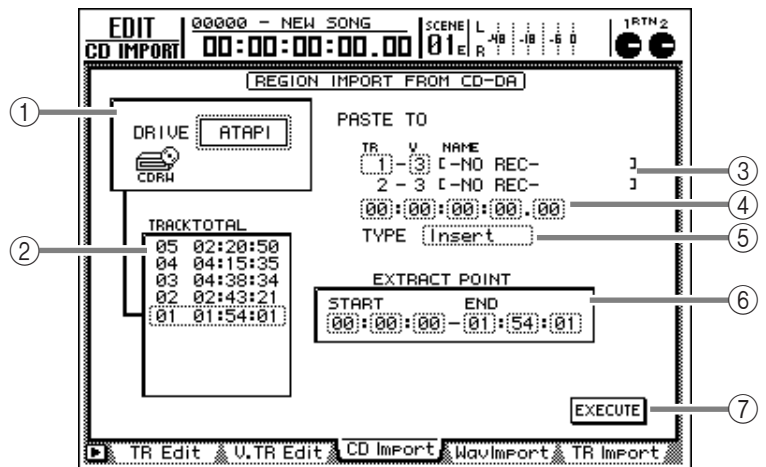 EDIT
CD IMPORT
00000 - NEW SONG
00:00:00:00.00
SCENE
01E
L
R
-48 -18 -6 0
1 RTN 2
REGION IMPORT FROM CD-DA
1
DRIVE ATAPI
CDRW
PASTE TO
TR V NAME
1 - 3 [-NO REC- ]
2 - 3 [-NO REC- ]
3
00:00:00:00.00
4
TYPE Insert
5
2
TRACK TOTAL
05 02:20:50
04 04:15:35
03 04:38:34
02 02:43:21
01 01:54:01
EXTRACT POINT
START END
00:00:00-01:54:01
6
EXECUTE
7
TR Edit V.TR Edit CD Import WavImport TR Import